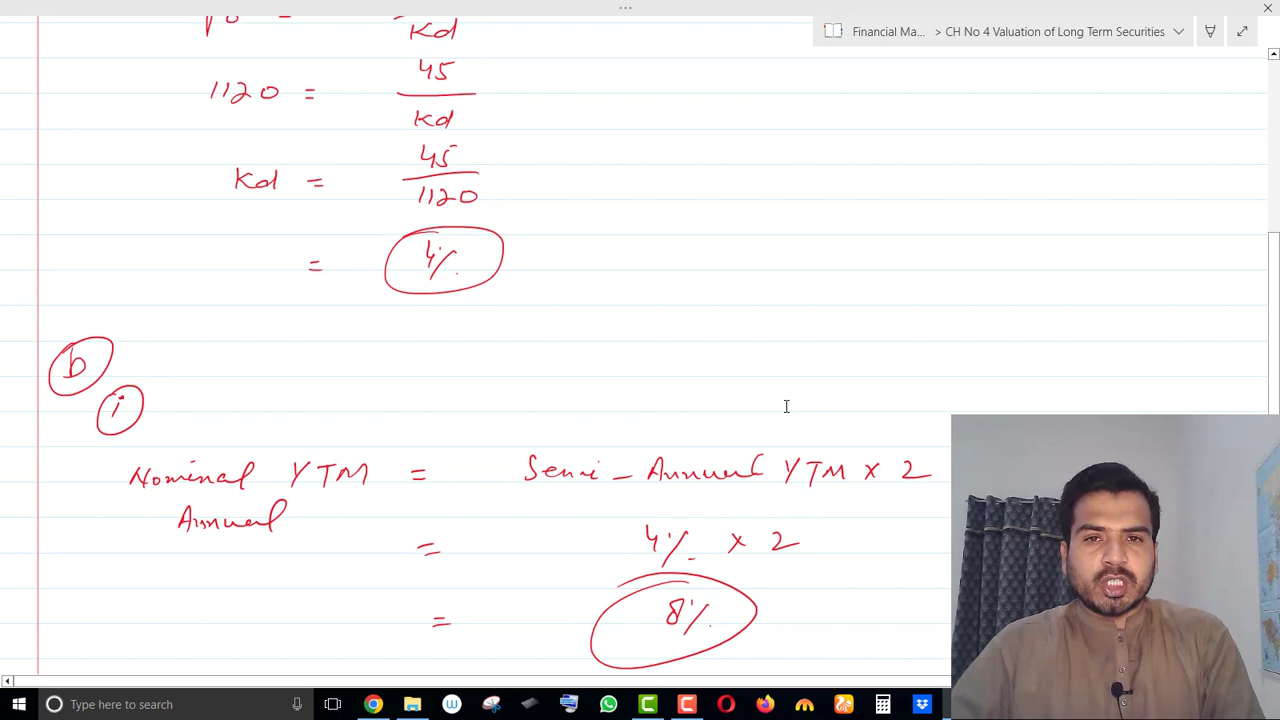 Financial Ma... > CH No 4 Valuation of Long Term Securities
Kd
1120 = 45
Kd
Kd = 45
1120
= 4%
b
i
Nominal YTM = Semi-Annual YTM x 2
Annual
= 4% x 2
= 8%
Type here to search